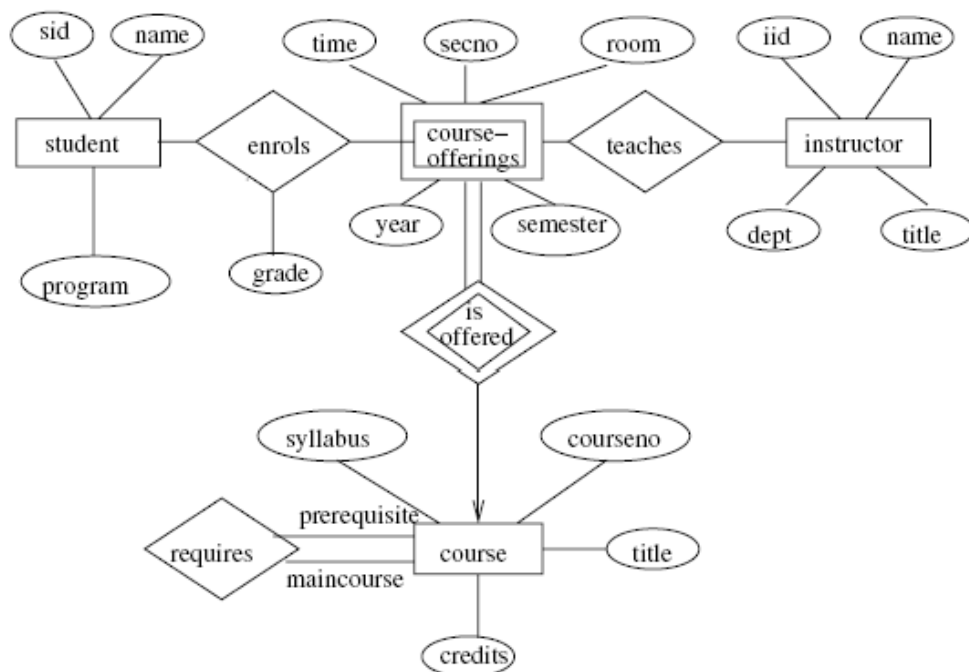 sid
name
time
secno
room
iid
name
student
enrols
course-
offerings
teaches
instructor
year
semester
dept
title
program
grade
is
offered
syllabus
courseno
prerequisite
requires
course
title
maincourse
credits